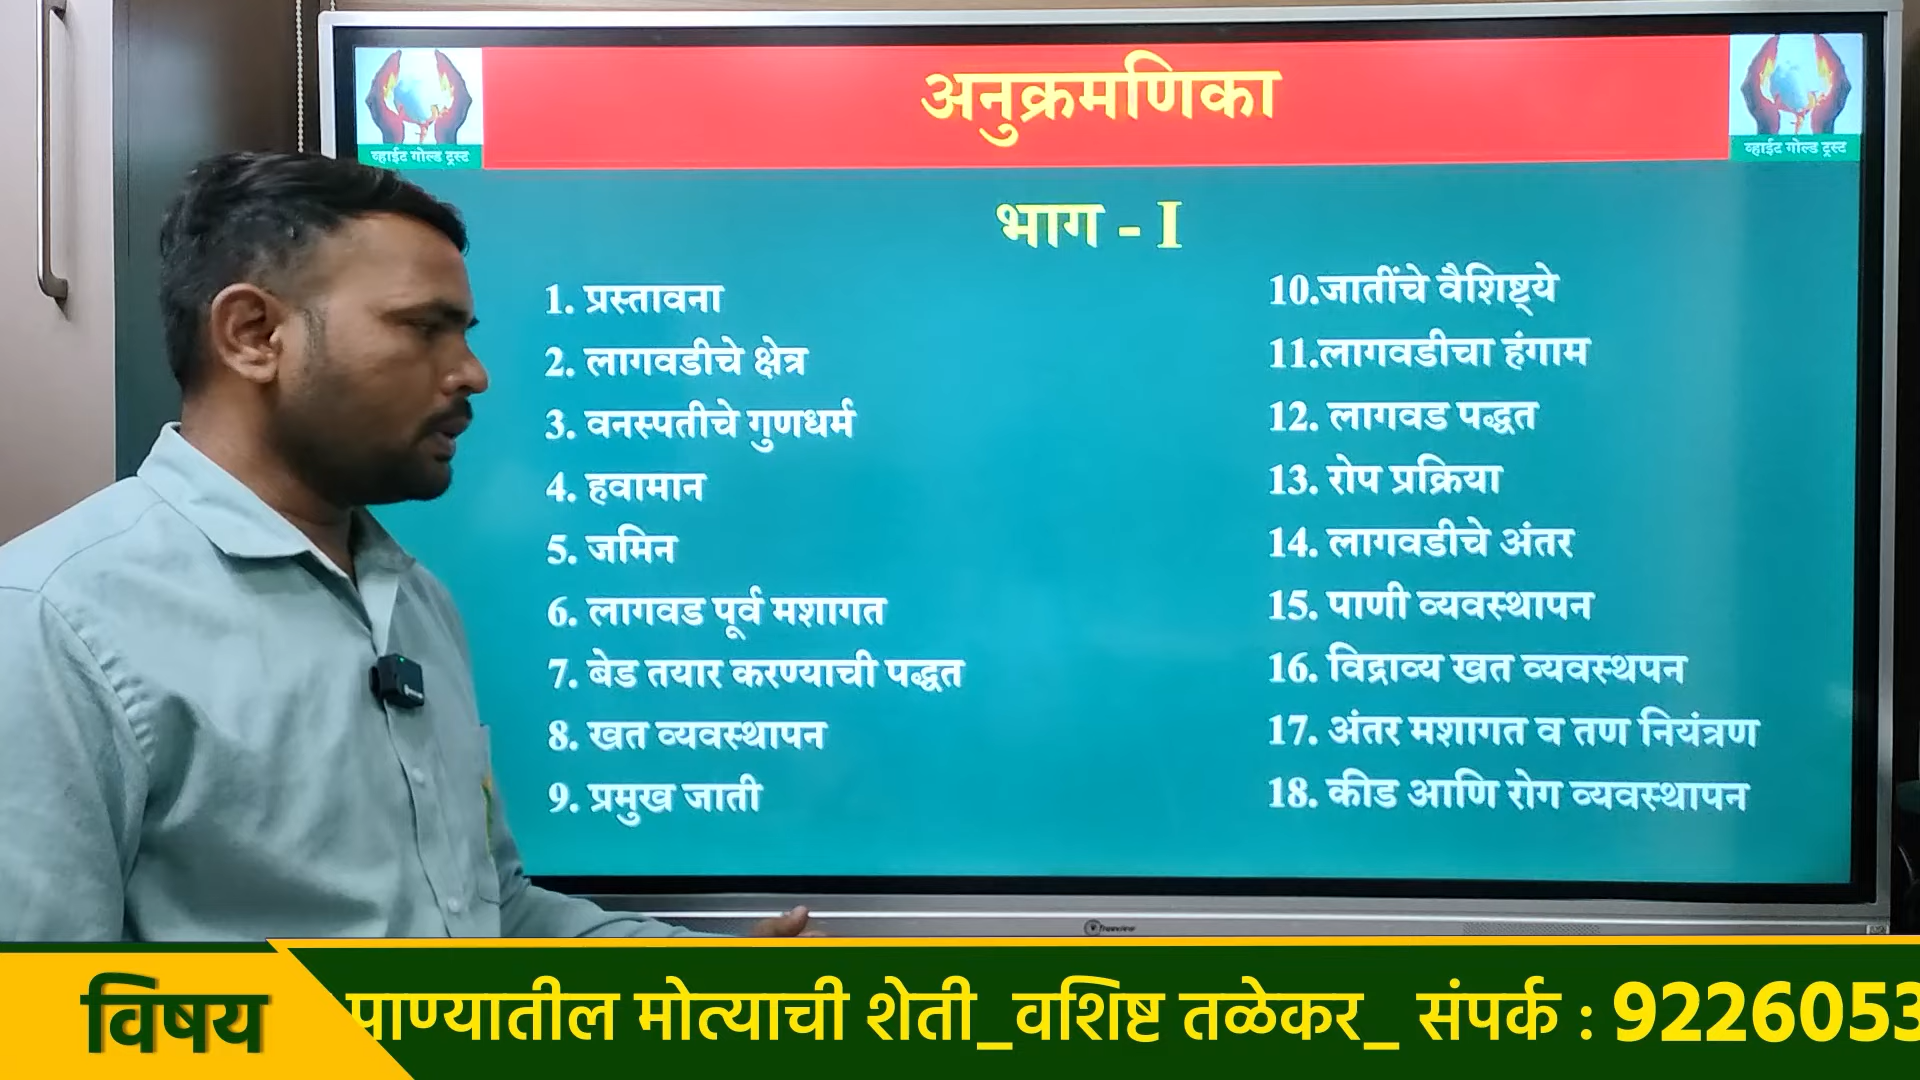 अनुक्रमणिका
व्हाईट गोल्ड ट्रस्ट
व्हाईट गोल्ड ट्रस्ट
भाग - I
1. प्रस्तावना
2. लागवडीचे क्षेत्र
3. वनस्पतीचे गुणधर्म
4. हवामान
5. जमिन
6. लागवड पूर्व मशागत
7. बेड तयार करण्याची पद्धत
8. खत व्यवस्थापन
9. प्रमुख जाती
10.जातींचे वैशिष्ट्ये
11.लागवडीचा हंगाम
12. लागवड पद्धत
13. रोप प्रक्रिया
14. लागवडीचे अंतर
15. पाणी व्यवस्थापन
16. विद्राव्य खत व्यवस्थपन
17. अंतर मशागत व तण नियंत्रण
18. कीड आणि रोग व्यवस्थापन
विषय
पाण्यातील मोत्याची शेती_वशिष्ट तळेकर_ संपर्क : 9226053